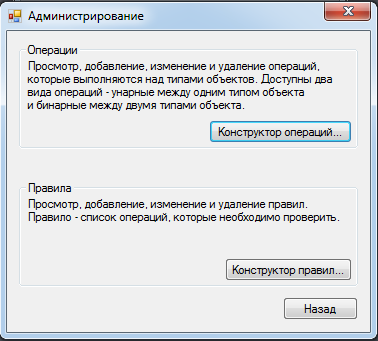 Администрирование
Операции
Просмотр, добавление, изменение и удаление операций,
которые выполняются над типами объектов. Доступны два
вида операций - унарные между одним типом объекта
и бинарные между двумя типами объекта.
Конструктор операций...
Правила
Просмотр, добавление, изменение и удаление правил.
Правило - список операций, которые необходимо проверить.
Конструктор правил...
Назад